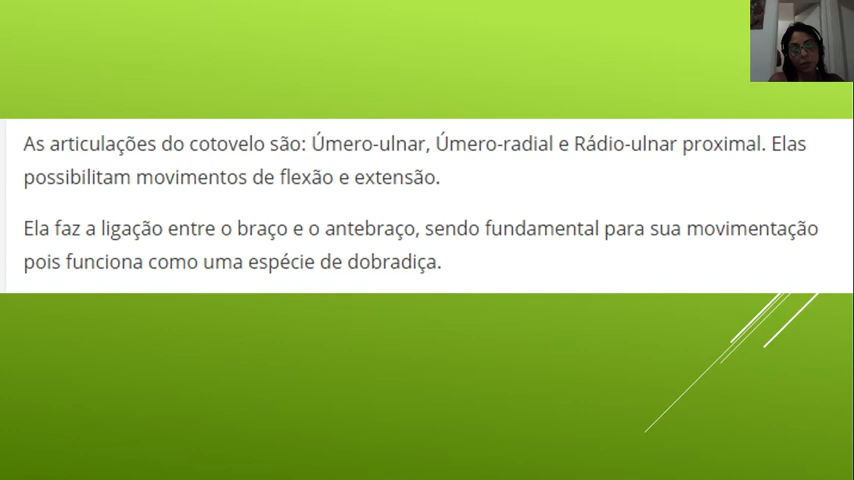 As articulações do cotovelo são: Úmero-ulnar, Úmero-radial e Rádio-ulnar proximal. Elas
possibilitam movimentos de flexão e extensão.
Ela faz a ligação entre o braço e o antebraço, sendo fundamental para sua movimentação
pois funciona como uma espécie de dobradiça.